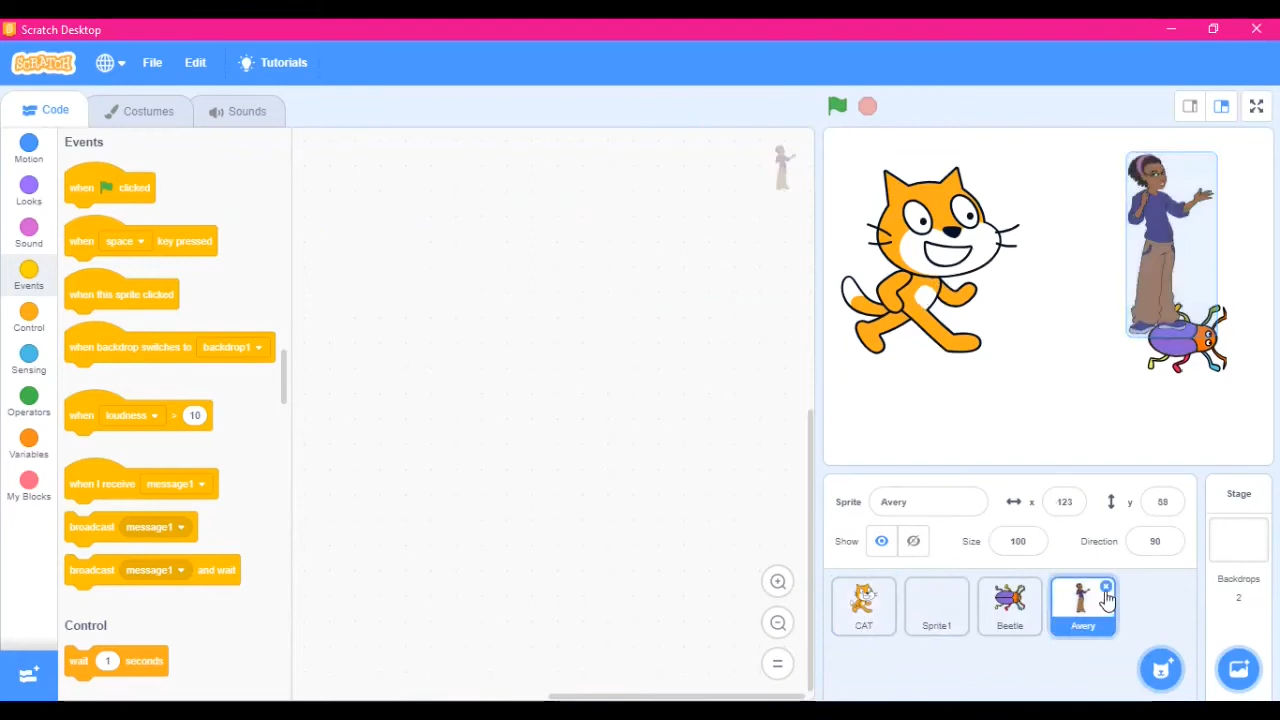 Scratch Desktop
SCRATCH
File
Edit
Tutorials
Code
Costumes
Sounds
Motion
Looks
Sound
Events
Control
Sensing
Operators
Variables
My Blocks
Events
when clicked
when space key pressed
when this sprite clicked
when backdrop switches to backdrop1
when loudness > 10
when I receive message1
broadcast message1
broadcast message1 and wait
Control
wait 1 seconds
Sprite Avery x 123 y 58
Show Size 100 Direction 90
CAT
Sprite1
Beetle
Avery
Stage
Backdrops
2